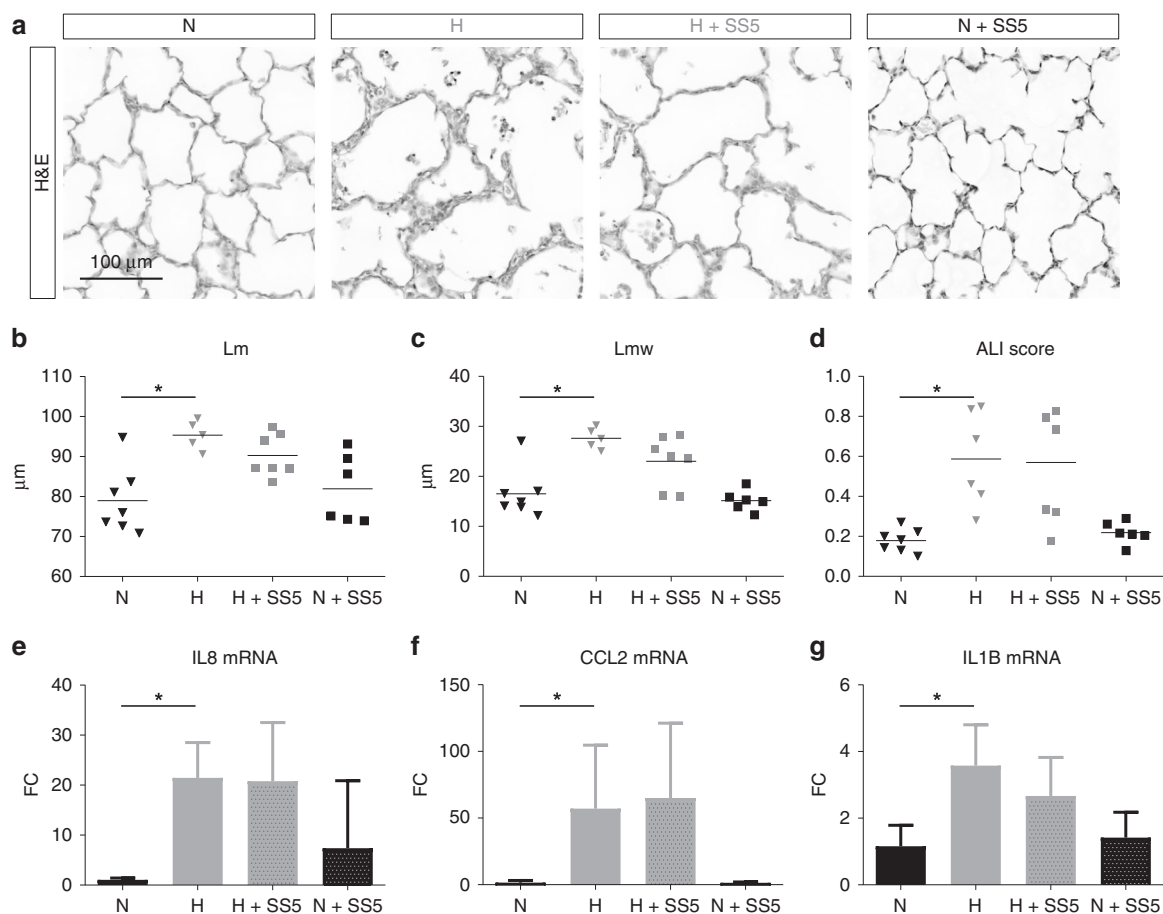 a
N
H
H + SS5
N + SS5
H&E
100 μm
b
Lm
μm
110
100
90
80
70
60
*
N
H
H + SS5
N + SS5
c
Lmw
μm
40
30
20
10
0
*
N
H
H + SS5
N + SS5
d
ALI score
1.0
0.8
0.6
0.4
0.2
0.0
*
N
H
H + SS5
N + SS5
e
IL8 mRNA
FC
40
30
20
10
0
*
N
H
H + SS5
N + SS5
f
CCL2 mRNA
FC
150
100
50
0
*
N
H
H + SS5
N + SS5
g
IL1B mRNA
FC
6
4
2
0
*
N
H
H + SS5
N + SS5